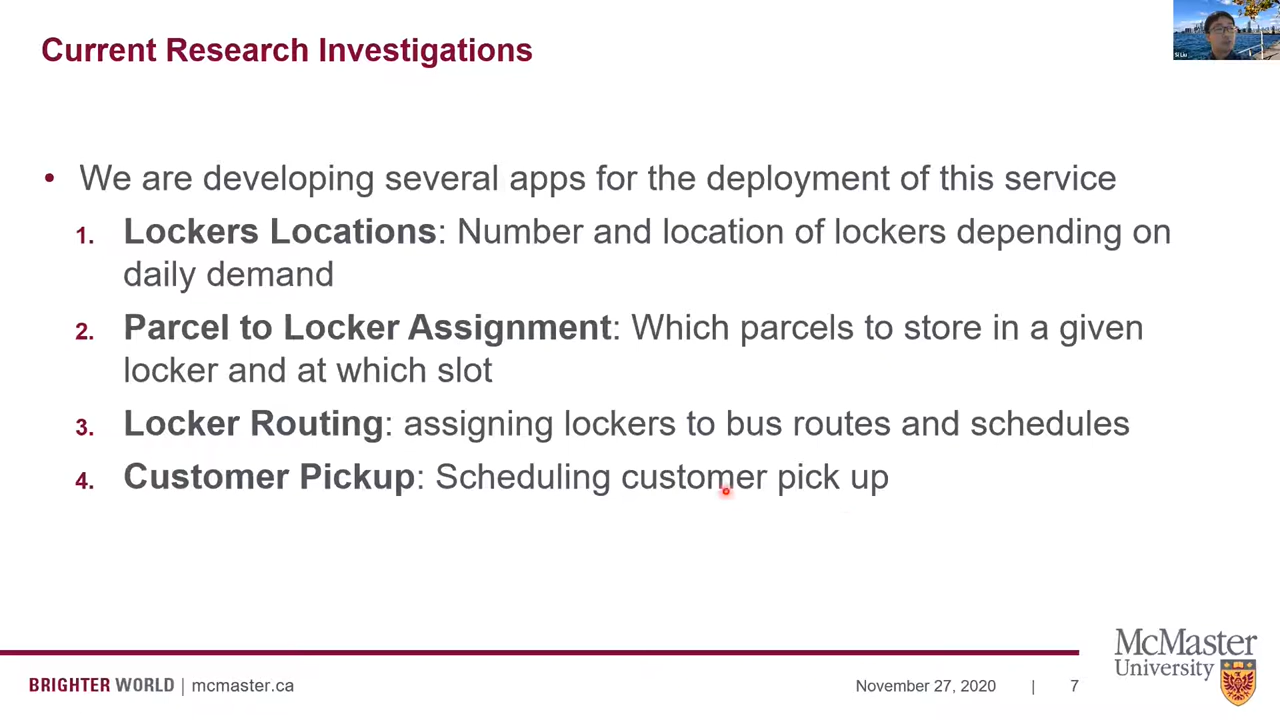 Current Research Investigations
Si Liu
• We are developing several apps for the deployment of this service
1. Lockers Locations: Number and location of lockers depending on
daily demand
2. Parcel to Locker Assignment: Which parcels to store in a given
locker and at which slot
3. Locker Routing: assigning lockers to bus routes and schedules
4. Customer Pickup: Scheduling customer pick up
McMaster
University
BRIGHTER WORLD | mcmaster.ca
November 27, 2020 | 7